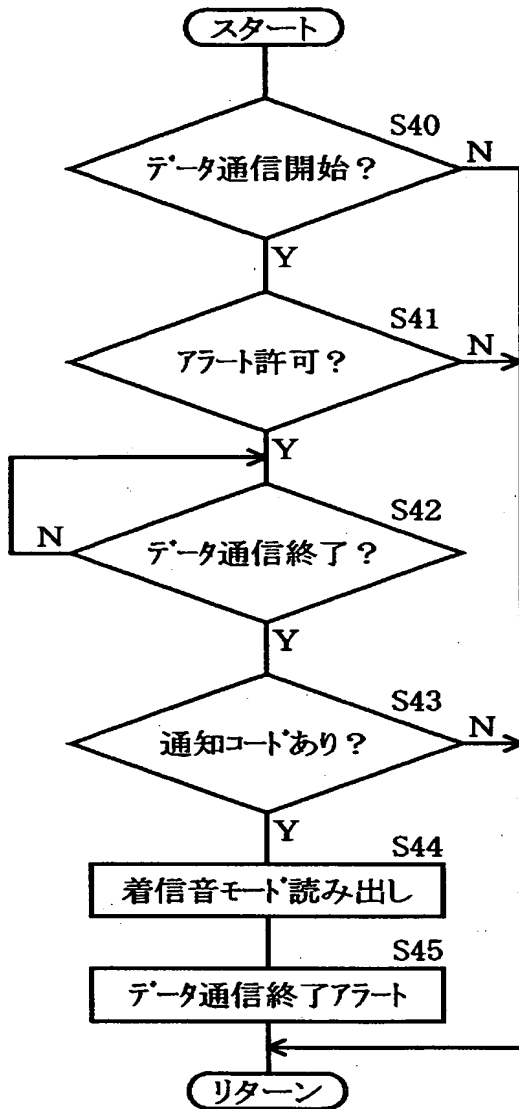 スタート
S40
データ通信開始？
N
Y
S41
アラート許可？
N
Y
S42
N
データ通信終了？
Y
S43
通知コードあり？
N
Y
S44
着信音モード読み出し
S45
データ通信終了アラート
リターン